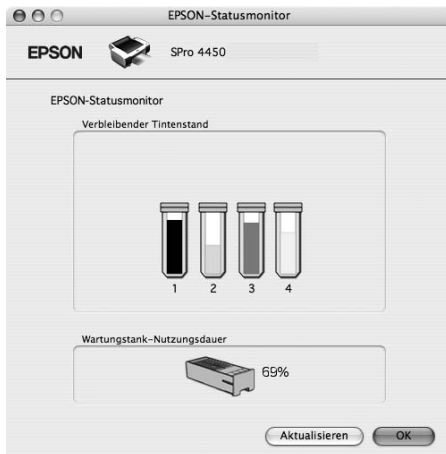 EPSON-Statusmonitor
EPSON
SPro 4450
EPSON-Statusmonitor
Verbleibender Tintenstand
1 2 3 4
Wartungstank-Nutzungsdauer
69%
Aktualisieren OK